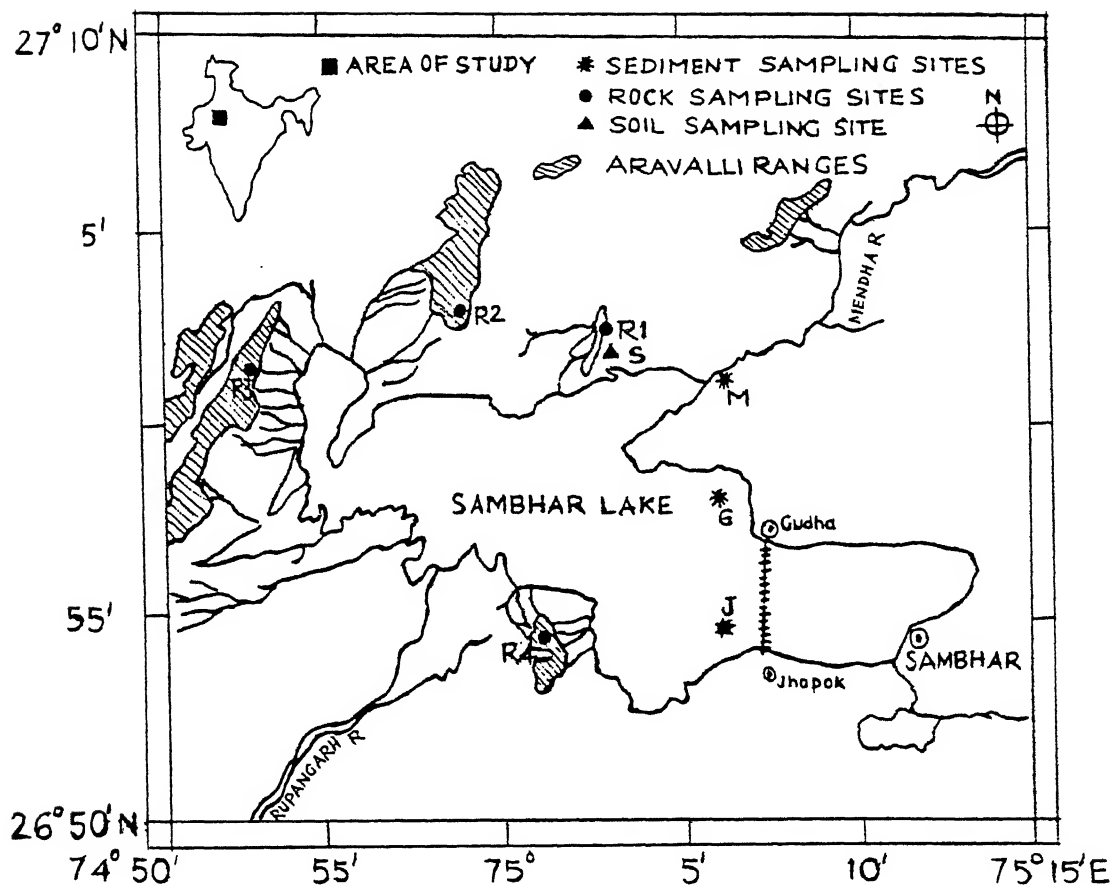 27° 10' N
■ AREA OF STUDY
✷ SEDIMENT SAMPLING SITES
● ROCK SAMPLING SITES
▲ SOIL SAMPLING SITE
N
ARAVALLI RANGES
5'
MENDHA R
R2
R1
S
R3
M
SAMBHAR LAKE
G
Gudha
55'
J
R4
SAMBHAR
Jhapok
RUPANGARH R
26° 50' N
74° 50' 55' 75° 5' 10' 75° 15' E